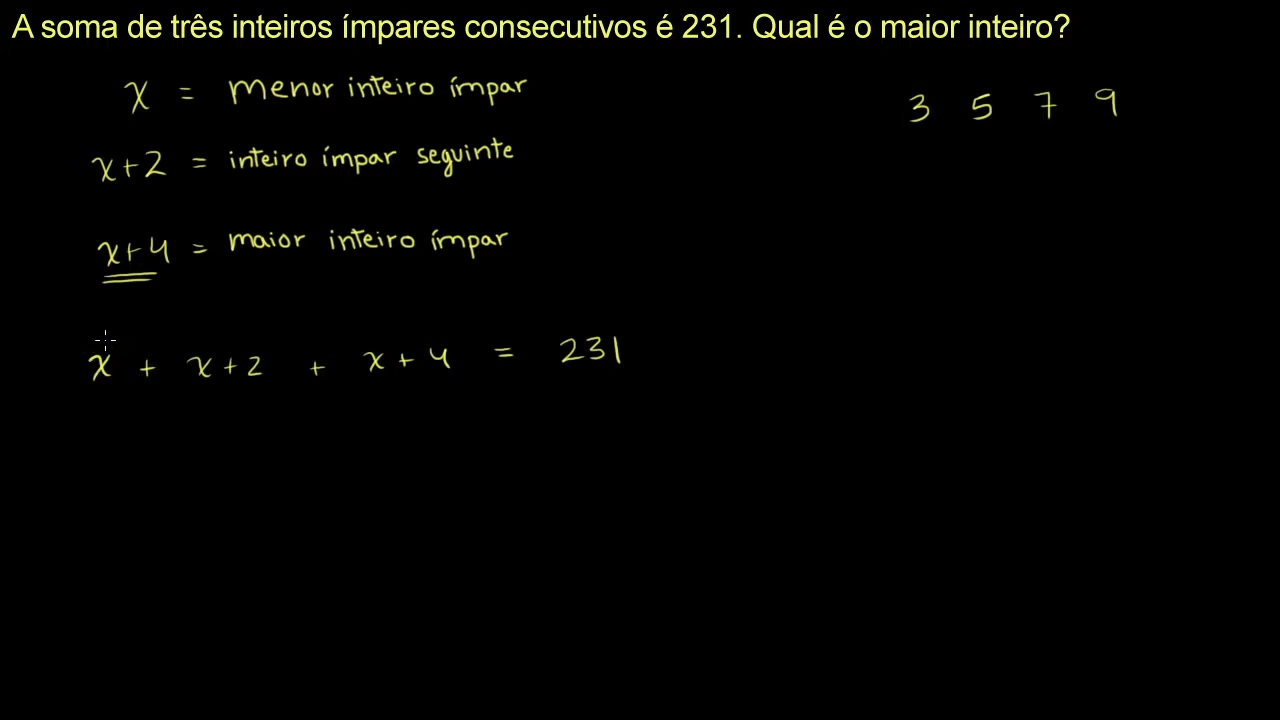 A soma de três inteiros ímpares consecutivos é 231. Qual é o maior inteiro?
x = menor inteiro ímpar
3 5 7 9
x+2 = inteiro ímpar seguinte
x+4 = maior inteiro ímpar
x + x+2 + x+4 = 231